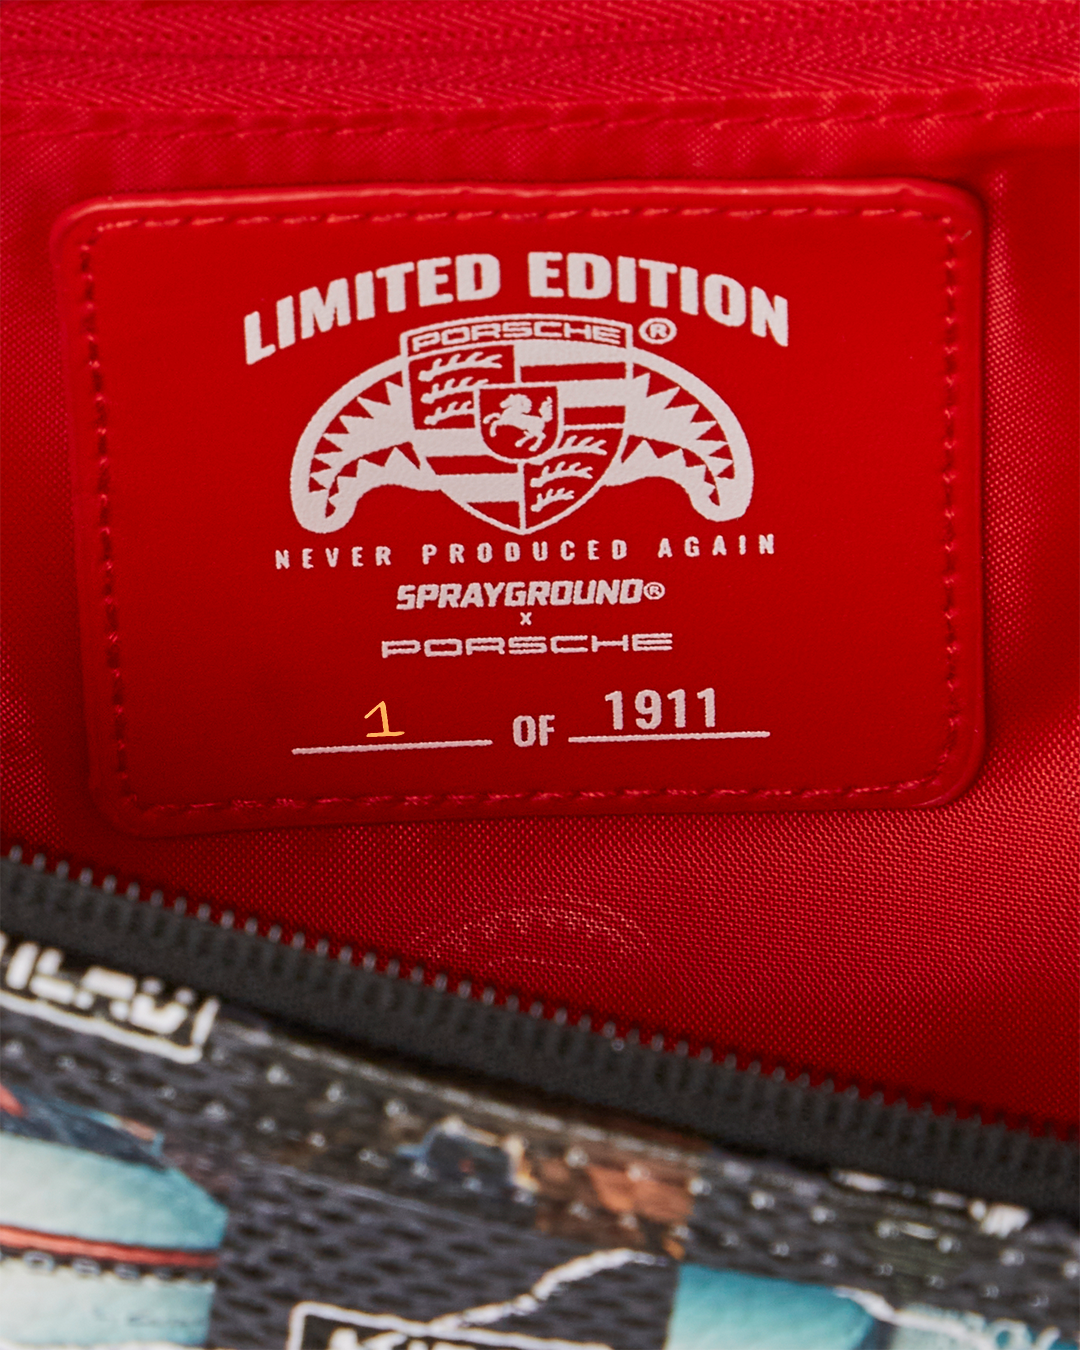 LIMITED EDITION
PORSCHE ®
NEVER PRODUCED AGAIN
SPRAYGROUND®
x
PORSCHE
1 OF 1911